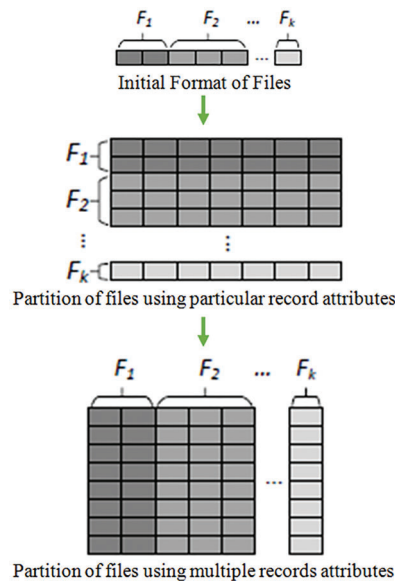 F1 F2 ... Fk
...
Initial Format of Files
F1
F2
⋮ ⋮
Fk
Partition of files using particular record attributes
F1 F2 ... Fk
...
Partition of files using multiple records attributes